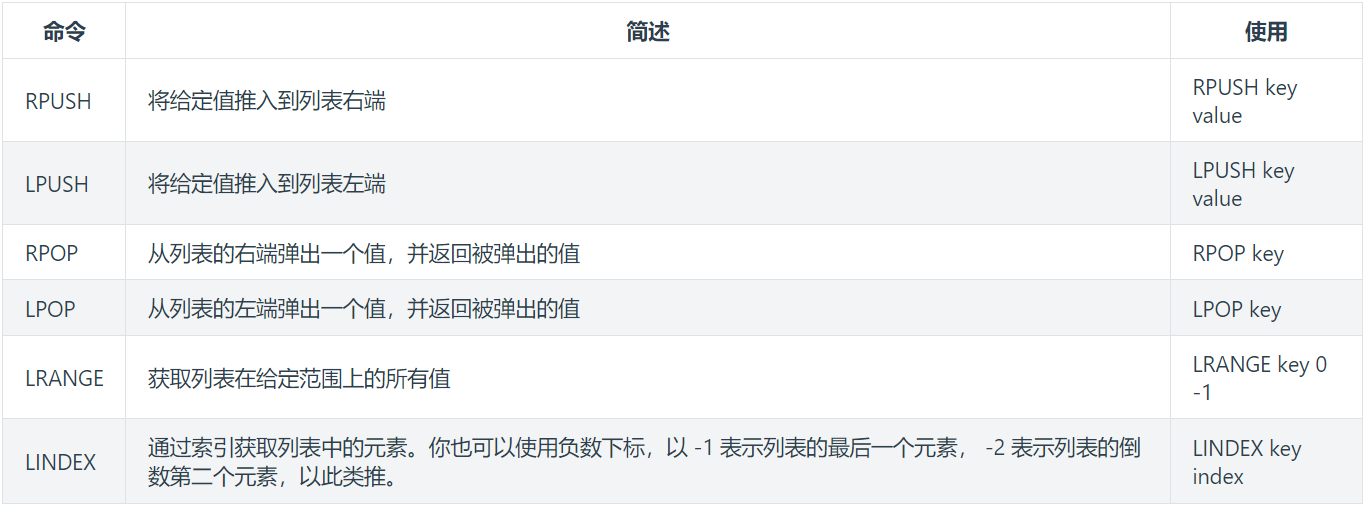 命令 简述 使用
RPUSH 将给定值推入到列表右端 RPUSH key
value
LPUSH 将给定值推入到列表左端 LPUSH key
value
RPOP 从列表的右端弹出一个值，并返回被弹出的值 RPOP key
LPOP 从列表的左端弹出一个值，并返回被弹出的值 LPOP key
LRANGE 获取列表在给定范围上的所有值 LRANGE key 0
-1
LINDEX 通过索引获取列表中的元素。你也可以使用负数下标，以 -1 表示列表的最后一个元素， -2 表示列表的倒 LINDEX key
数第二个元素，以此类推。 index